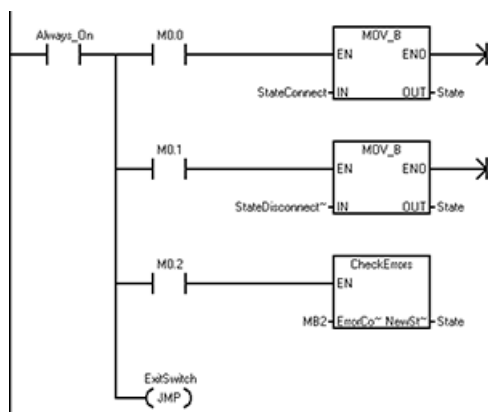 Always_On
M0.0
MOV_B
EN
ENO
StateConnect
IN
OUT
State
M0.1
MOV_B
EN
ENO
StateDisconnect~
IN
OUT
State
M0.2
CheckErrors
EN
MB2
ErrorCo~
NewSt~
State
ExitSwitch
JMP